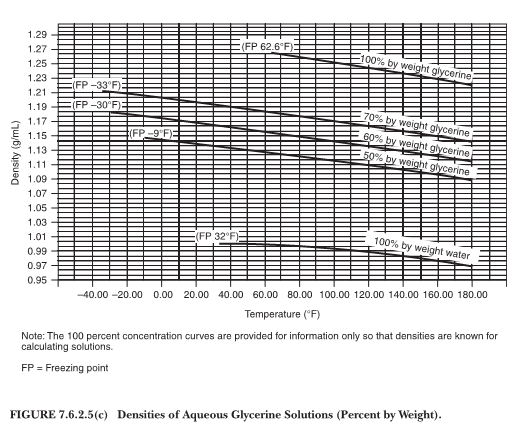 1.29
1.27
1.25
1.23
1.21
1.19
1.17
1.15
1.13
1.11
1.09
1.07
1.05
1.03
1.01
0.99
0.97
0.95
Density (g/mL)
(FP 62.6°F)
100% by weight glycerine
(FP –33°F)
(FP –30°F)
70% by weight glycerine
(FP –9°F)
60% by weight glycerine
50% by weight glycerine
(FP 32°F)
100% by weight water
–40.00 –20.00 0.00 20.00 40.00 60.00 80.00 100.00 120.00 140.00 160.00 180.00
Temperature (°F)
Note: The 100 percent concentration curves are provided for information only so that densities are known for
calculating solutions.
FP = Freezing point
FIGURE 7.6.2.5(c) Densities of Aqueous Glycerine Solutions (Percent by Weight).